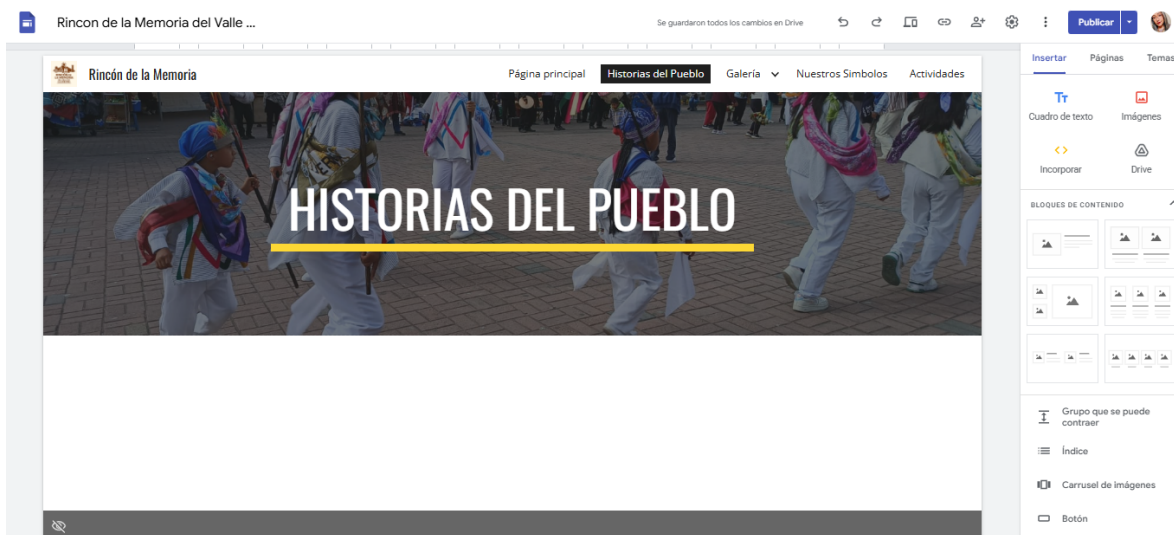 Rincon de la Memoria del Valle ...
Se guardaron todos los cambios en Drive
Publicar
Rincón de la Memoria
Página principal
Historias del Pueblo
Galería
Nuestros Simbolos
Actividades
HISTORIAS DEL PUEBLO
Insertar
Páginas
Temas
Tт
Cuadro de texto
Imágenes
Incorporar
Drive
BLOQUES DE CONTENIDO
Grupo que se puede
contraer
Índice
Carrusel de imágenes
Botón